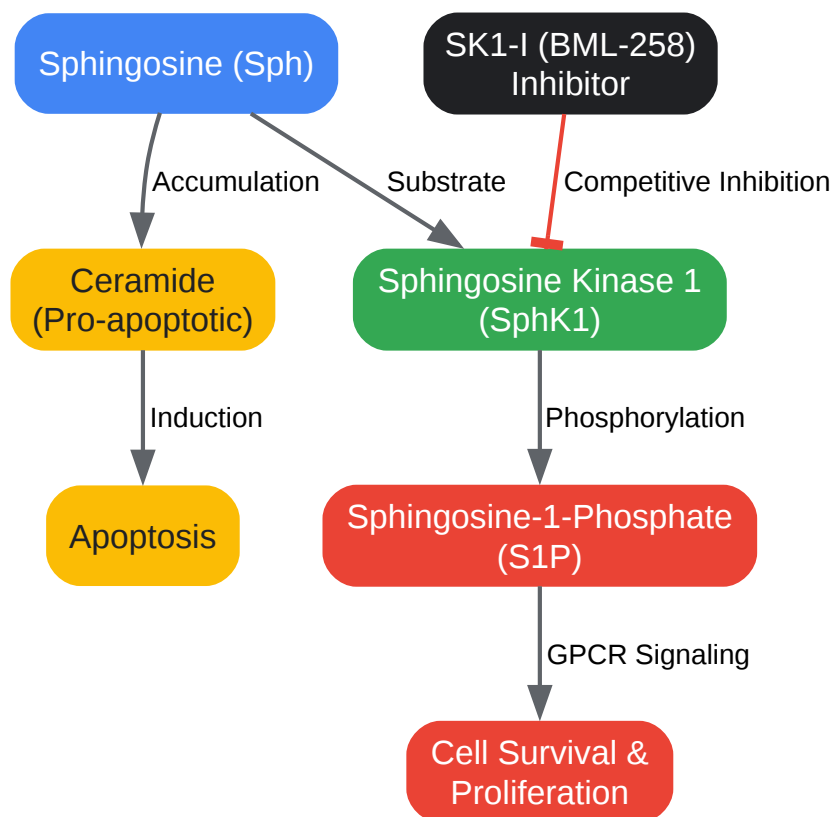 Sphingosine (Sph)
SK1-I (BML-258)
Inhibitor
Accumulation
Substrate
Competitive Inhibition
Ceramide
(Pro-apoptotic)
Sphingosine Kinase 1
(SphK1)
Induction
Phosphorylation
Apoptosis
Sphingosine-1-Phosphate
(S1P)
GPCR Signaling
Cell Survival &
Proliferation